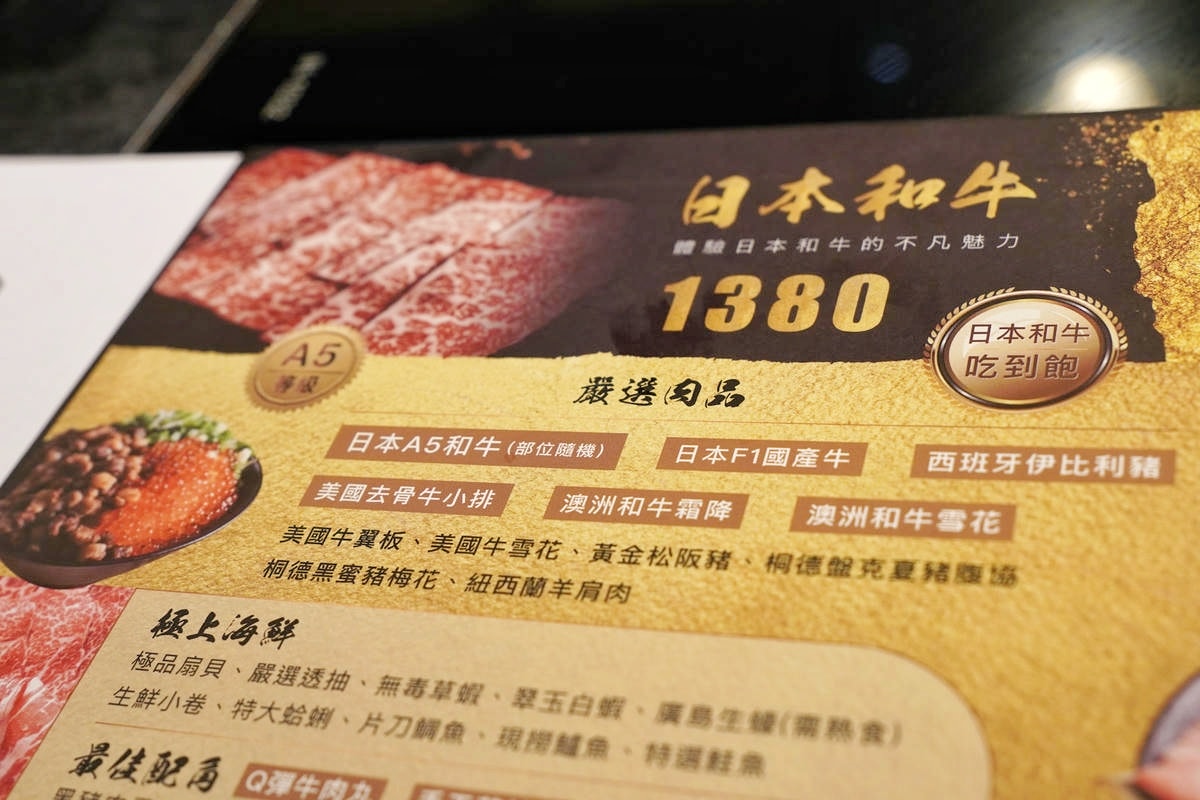 日本和牛
體驗日本和牛的不凡魅力
1380
日本和牛
吃到飽
A5
等級
嚴選肉品
日本A5和牛(部位隨機) 日本F1國產牛 西班牙伊比利豬
美國去骨牛小排 澳洲和牛霜降 澳洲和牛雪花
美國牛翼板、美國牛雪花、黃金松阪豬、桐德盤克夏豬腹協
桐德黑蜜豬梅花、紐西蘭羊肩肉
極上海鮮
極品扇貝、嚴選透抽、無毒草蝦、翠玉白蝦、廣島生蠔(需熟食)
生鮮小卷、特大蛤蜊、片刀鯛魚、現撈鱸魚、特選鮭魚
最佳配角 Q彈牛肉丸